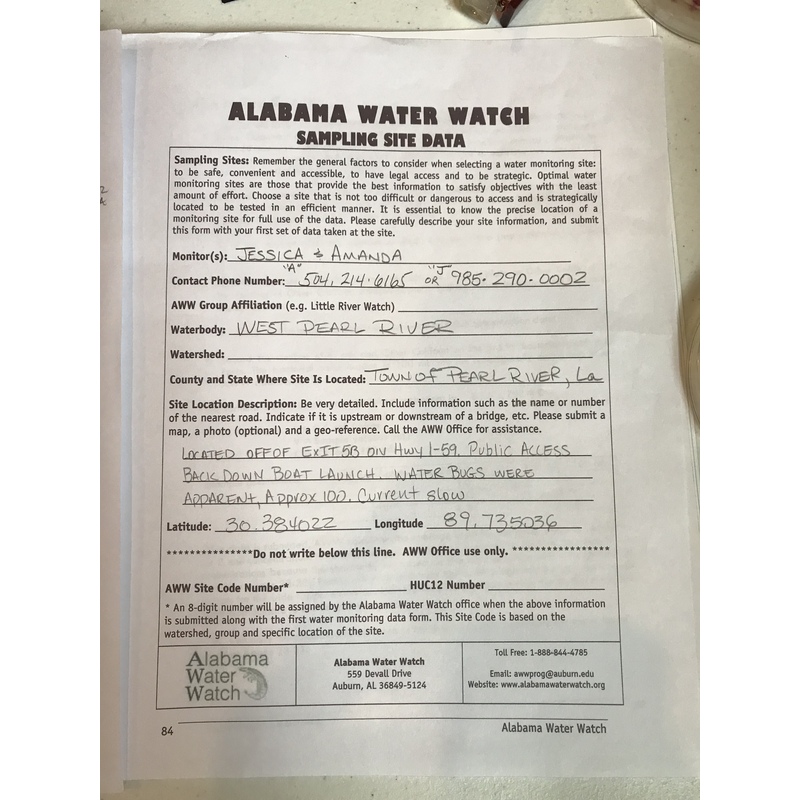 ALABAMA WATER WATCH
SAMPLING SITE DATA
Sampling Sites: Remember the general factors to consider when selecting a water monitoring site:
to be safe, convenient and accessible, to have legal access and to be strategic. Optimal water
monitoring sites are those that provide the best information to satisfy objectives with the least
amount of effort. Choose a site that is not too difficult or dangerous to access and is strategically
located to be tested in an efficient manner. It is essential to know the precise location of a
monitoring site for full use of the data. Please carefully describe your site information, and submit
this form with your first set of data taken at the site.
Monitor(s): JESSICA & AMANDA
"A" "J
Contact Phone Number: 504.214.6165 OR 985.290.0002
AWW Group Affiliation (e.g. Little River Watch)
Waterbody: WEST PEARL RIVER
Watershed:
County and State Where Site Is Located: TOWN OF PEARL RIVER, La
Site Location Description: Be very detailed. Include information such as the name or number
of the nearest road. Indicate if it is upstream or downstream of a bridge, etc. Please submit a
map, a photo (optional) and a geo-reference. Call the AWW Office for assistance.
LOCATED OFF OF EXIT 5B ON Hwy I-59. Public ACCESS
BACK DOWN BOAT LAUNCH. WATER BUGS WERE
APPARENT, Approx 100. Current slow
Latitude: 30.384022 Longitude 89.735036
***************Do not write below this line. AWW Office use only. *****************
AWW Site Code Number* HUC12 Number
* An 8-digit number will be assigned by the Alabama Water Watch office when the above information
is submitted along with the first water monitoring data form. This Site Code is based on the
watershed, group and specific location of the site.
Alabama
Water
Watch
Alabama Water Watch
559 Devall Drive
Auburn, AL 36849-5124
Toll Free: 1-888-844-4785
Email: awwprog@auburn.edu
Website: www.alabamawaterwatch.org
84 Alabama Water Watch